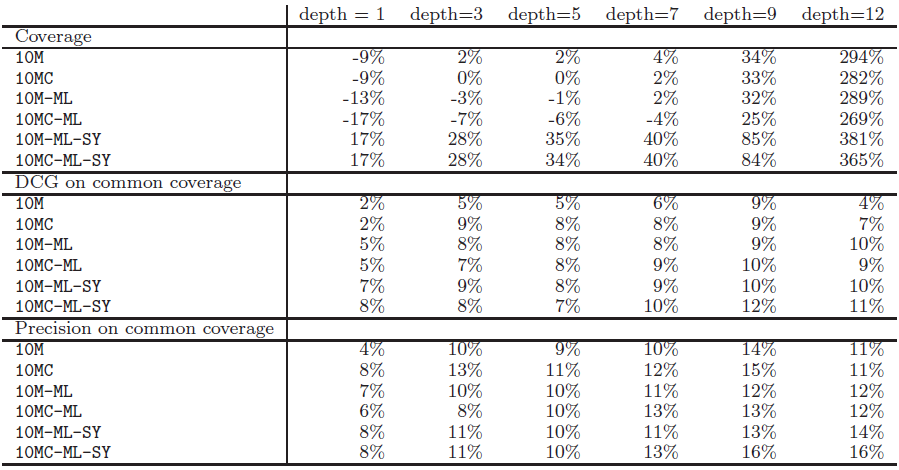 depth = 1 depth=3 depth=5 depth=7 depth=9 depth=12
Coverage
10M -9% 2% 2% 4% 34% 294%
10MC -9% 0% 0% 2% 33% 282%
10M-ML -13% -3% -1% 2% 32% 289%
10MC-ML -17% -7% -6% -4% 25% 269%
10M-ML-SY 17% 28% 35% 40% 85% 381%
10MC-ML-SY 17% 28% 34% 40% 84% 365%
DCG on common coverage
10M 2% 5% 5% 6% 9% 4%
10MC 2% 9% 8% 8% 9% 7%
10M-ML 5% 8% 8% 8% 9% 10%
10MC-ML 5% 7% 8% 9% 10% 9%
10M-ML-SY 7% 9% 8% 9% 10% 10%
10MC-ML-SY 8% 8% 7% 10% 12% 11%
Precision on common coverage
10M 4% 10% 9% 10% 14% 11%
10MC 8% 13% 11% 12% 15% 11%
10M-ML 7% 10% 10% 11% 12% 12%
10MC-ML 6% 8% 10% 13% 13% 12%
10M-ML-SY 8% 11% 10% 11% 13% 14%
10MC-ML-SY 8% 11% 10% 13% 16% 16%